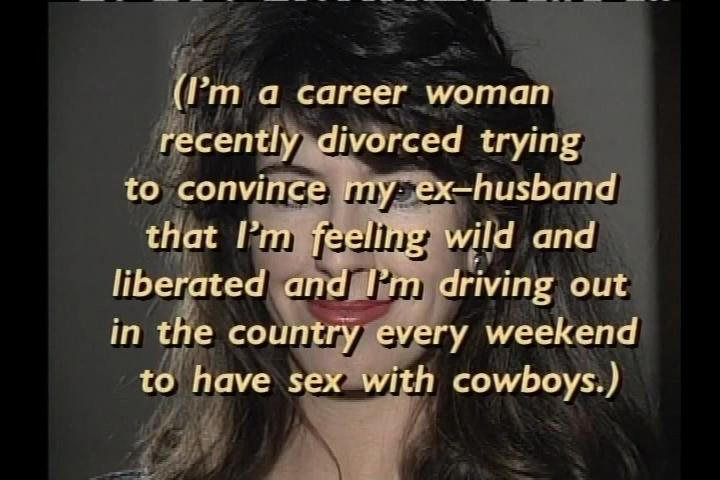 (I'm a career woman
recently divorced trying
to convince my ex–husband
that I'm feeling wild and
liberated and I'm driving out
in the country every weekend
to have sex with cowboys.)